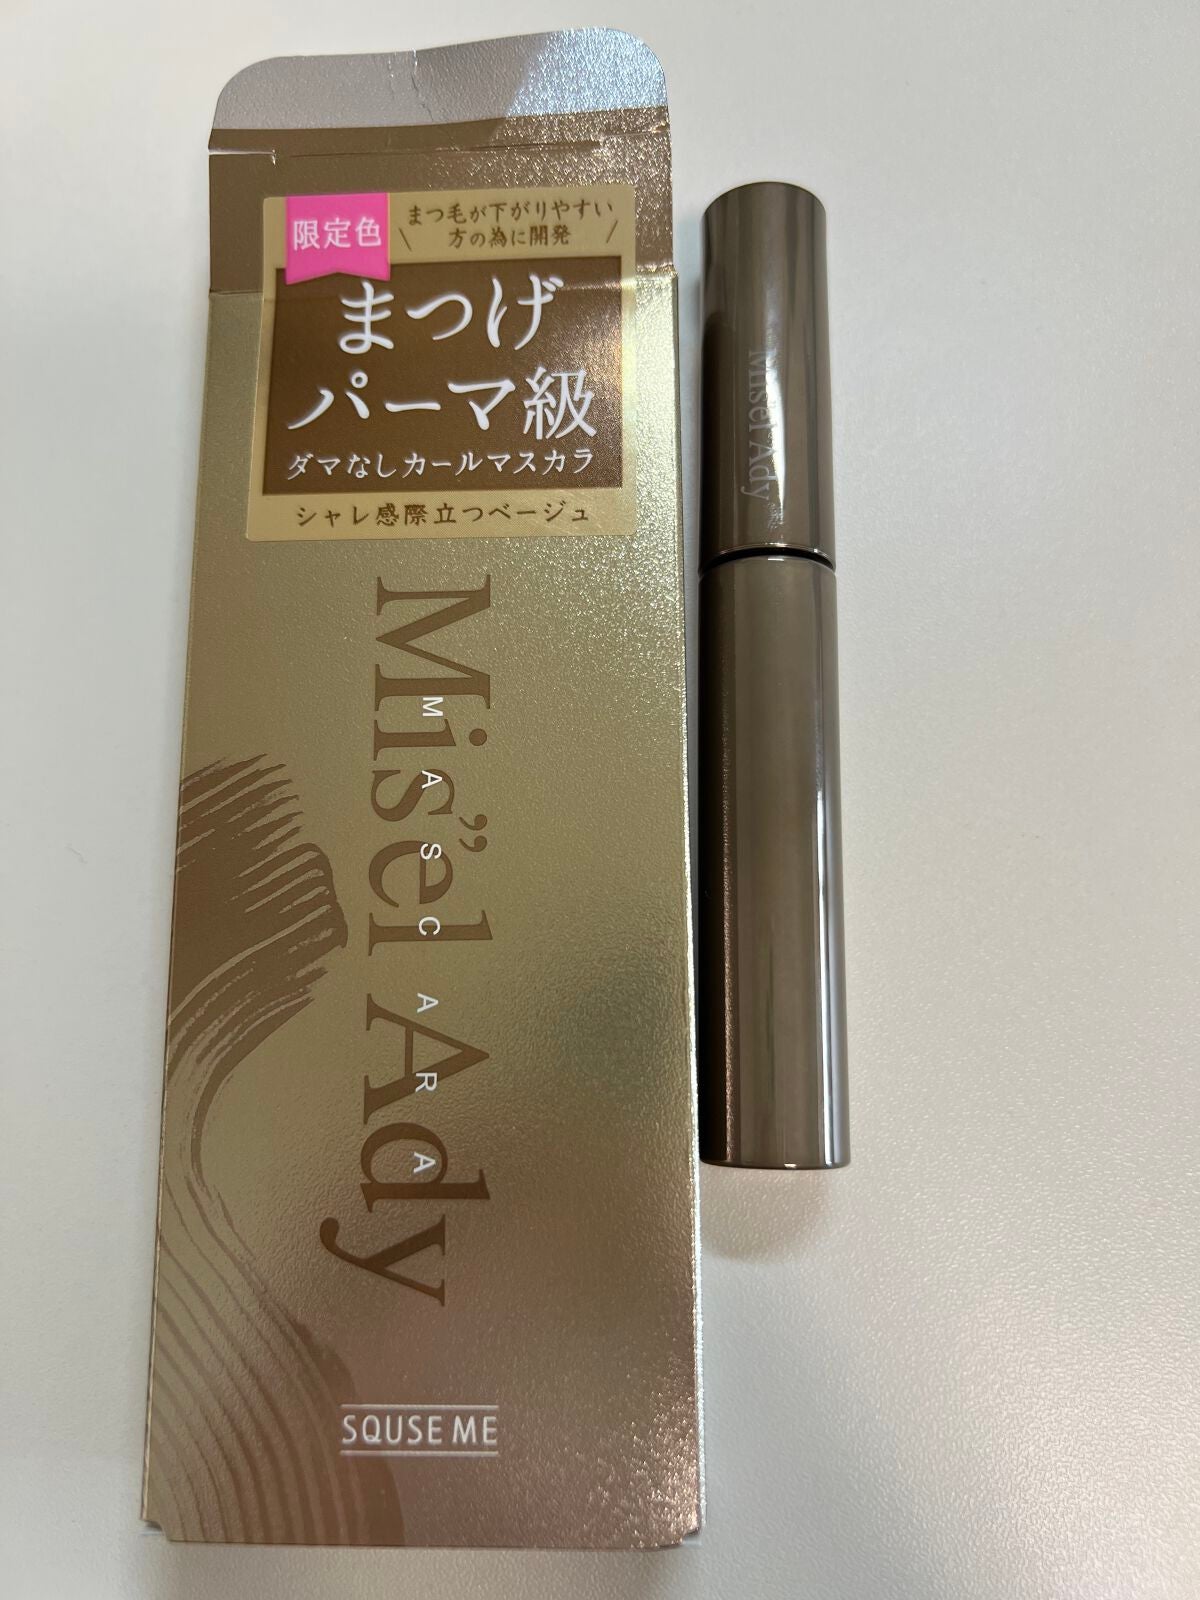 限定色
まつ毛が下がりやすい
方の為に開発
まつげ
パーマ級
ダマなしカールマスカラ
シャレ感際立つベージュ
Mis’’el Ady
MASCARA
SQUSE ME
Mis’’el Ady